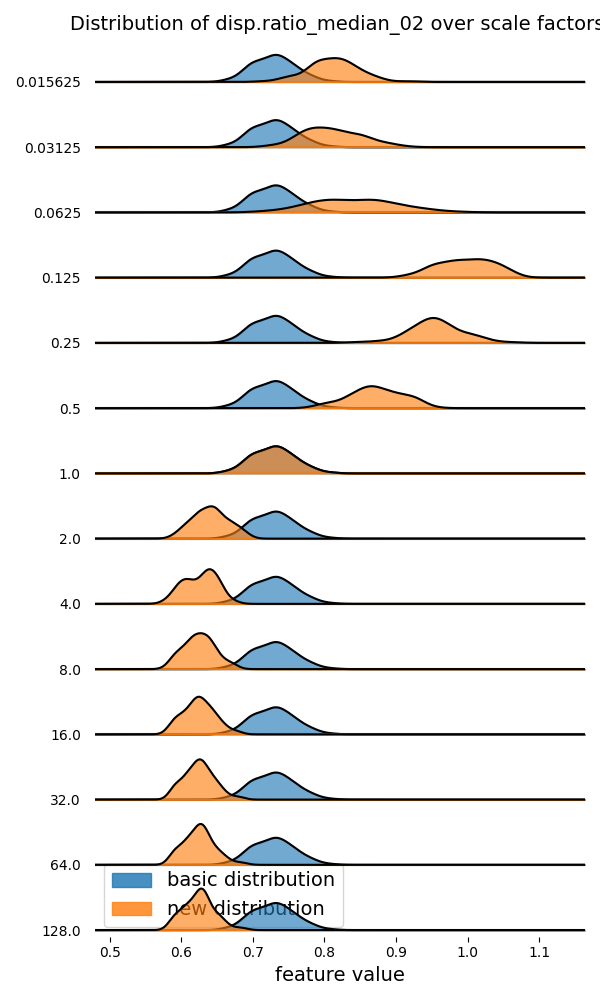 Distribution of disp.ratio_median_02 over scale factors
0.015625
0.03125
0.0625
0.125
0.25
0.5
1.0
2.0
4.0
8.0
16.0
32.0
64.0
128.0
basic distribution
new distribution
0.5 0.6 0.7 0.8 0.9 1.0 1.1
feature value